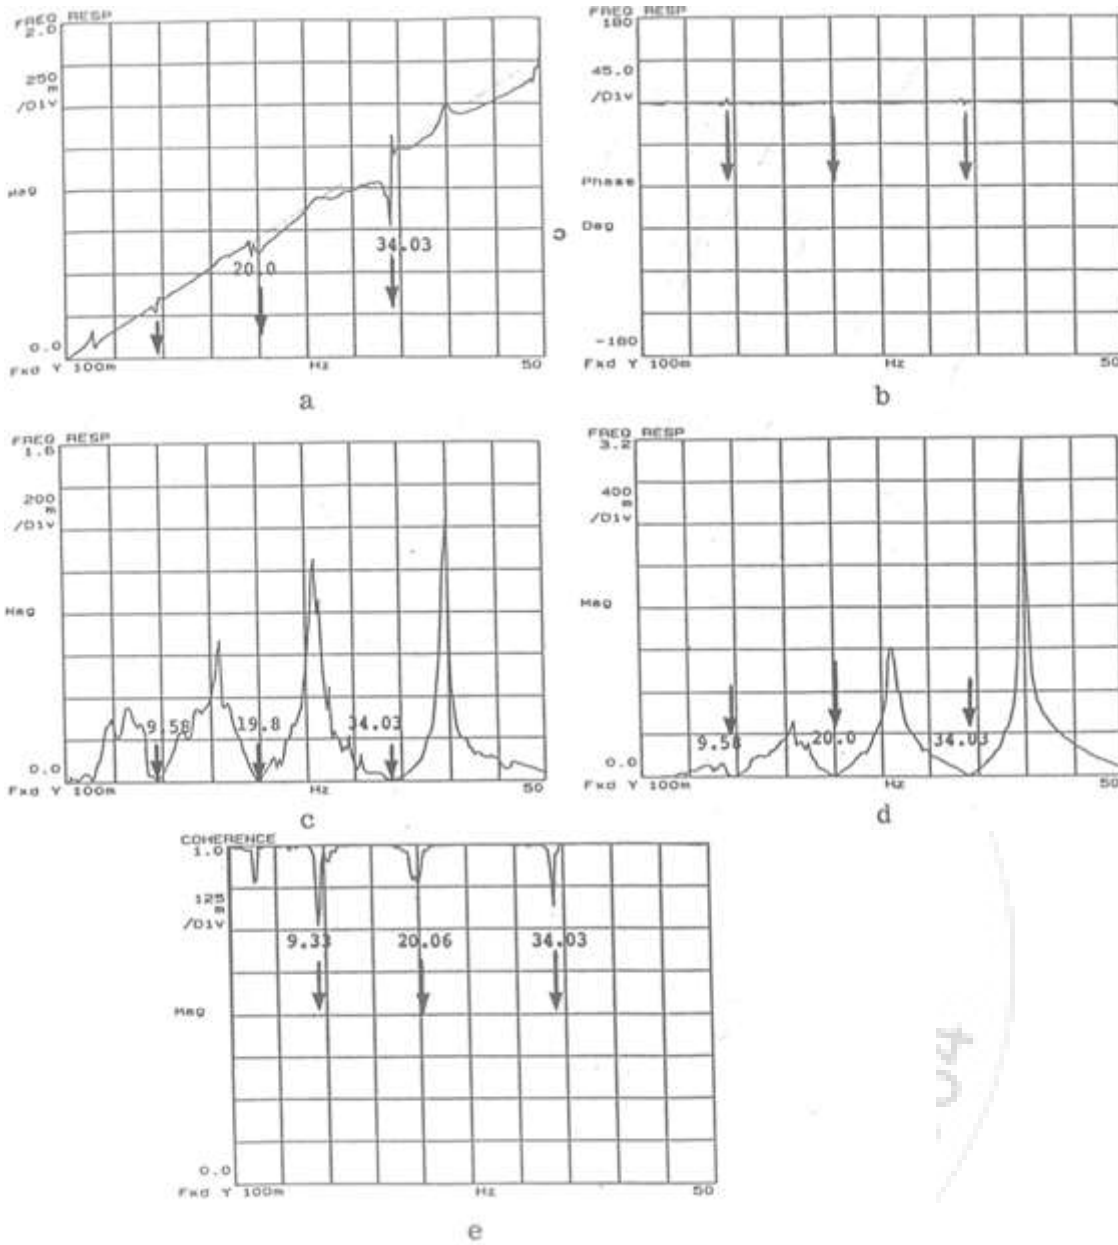 FREQ RESP
2.0
250
m
/Div
Mag
20.0
34.03
0.0
Fxd Y 100m
Hz
50
a
FREQ RESP
180
45.0
/Div
Phase
Deg
-180
Fxd Y 100m
Hz
50
b
FREQ RESP
1.6
200
m
/Div
Mag
9.58
19.8
34.03
0.0
Fxd Y 100m
Hz
50
c
FREQ RESP
3.2
400
m
/Div
Mag
9.58
20.0
34.03
0.0
Fxd Y 100m
Hz
50
d
COHERENCE
1.0
125
m
/Div
9.33
20.06
34.03
Mag
0.0
Fxd Y 100m
Hz
50
e